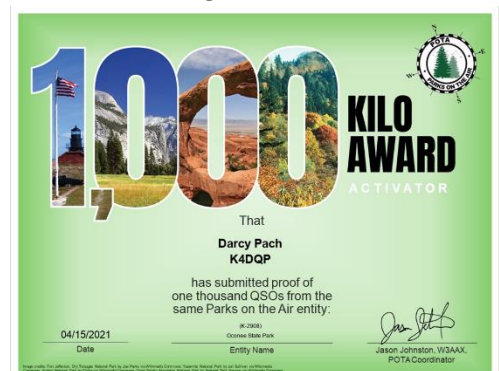 1,000
KILO
AWARD
ACTIVATOR
POTA
PARKS ON THE AIR
That
Darcy Pach
K4DQP
has submitted proof of
one thousand QSOs from the
same Parks on the Air entity:
04/15/2021
Date
(K-2908)
Oconee State Park
Entity Name
Jason Johnston, W3AAX,
POTA Coordinator